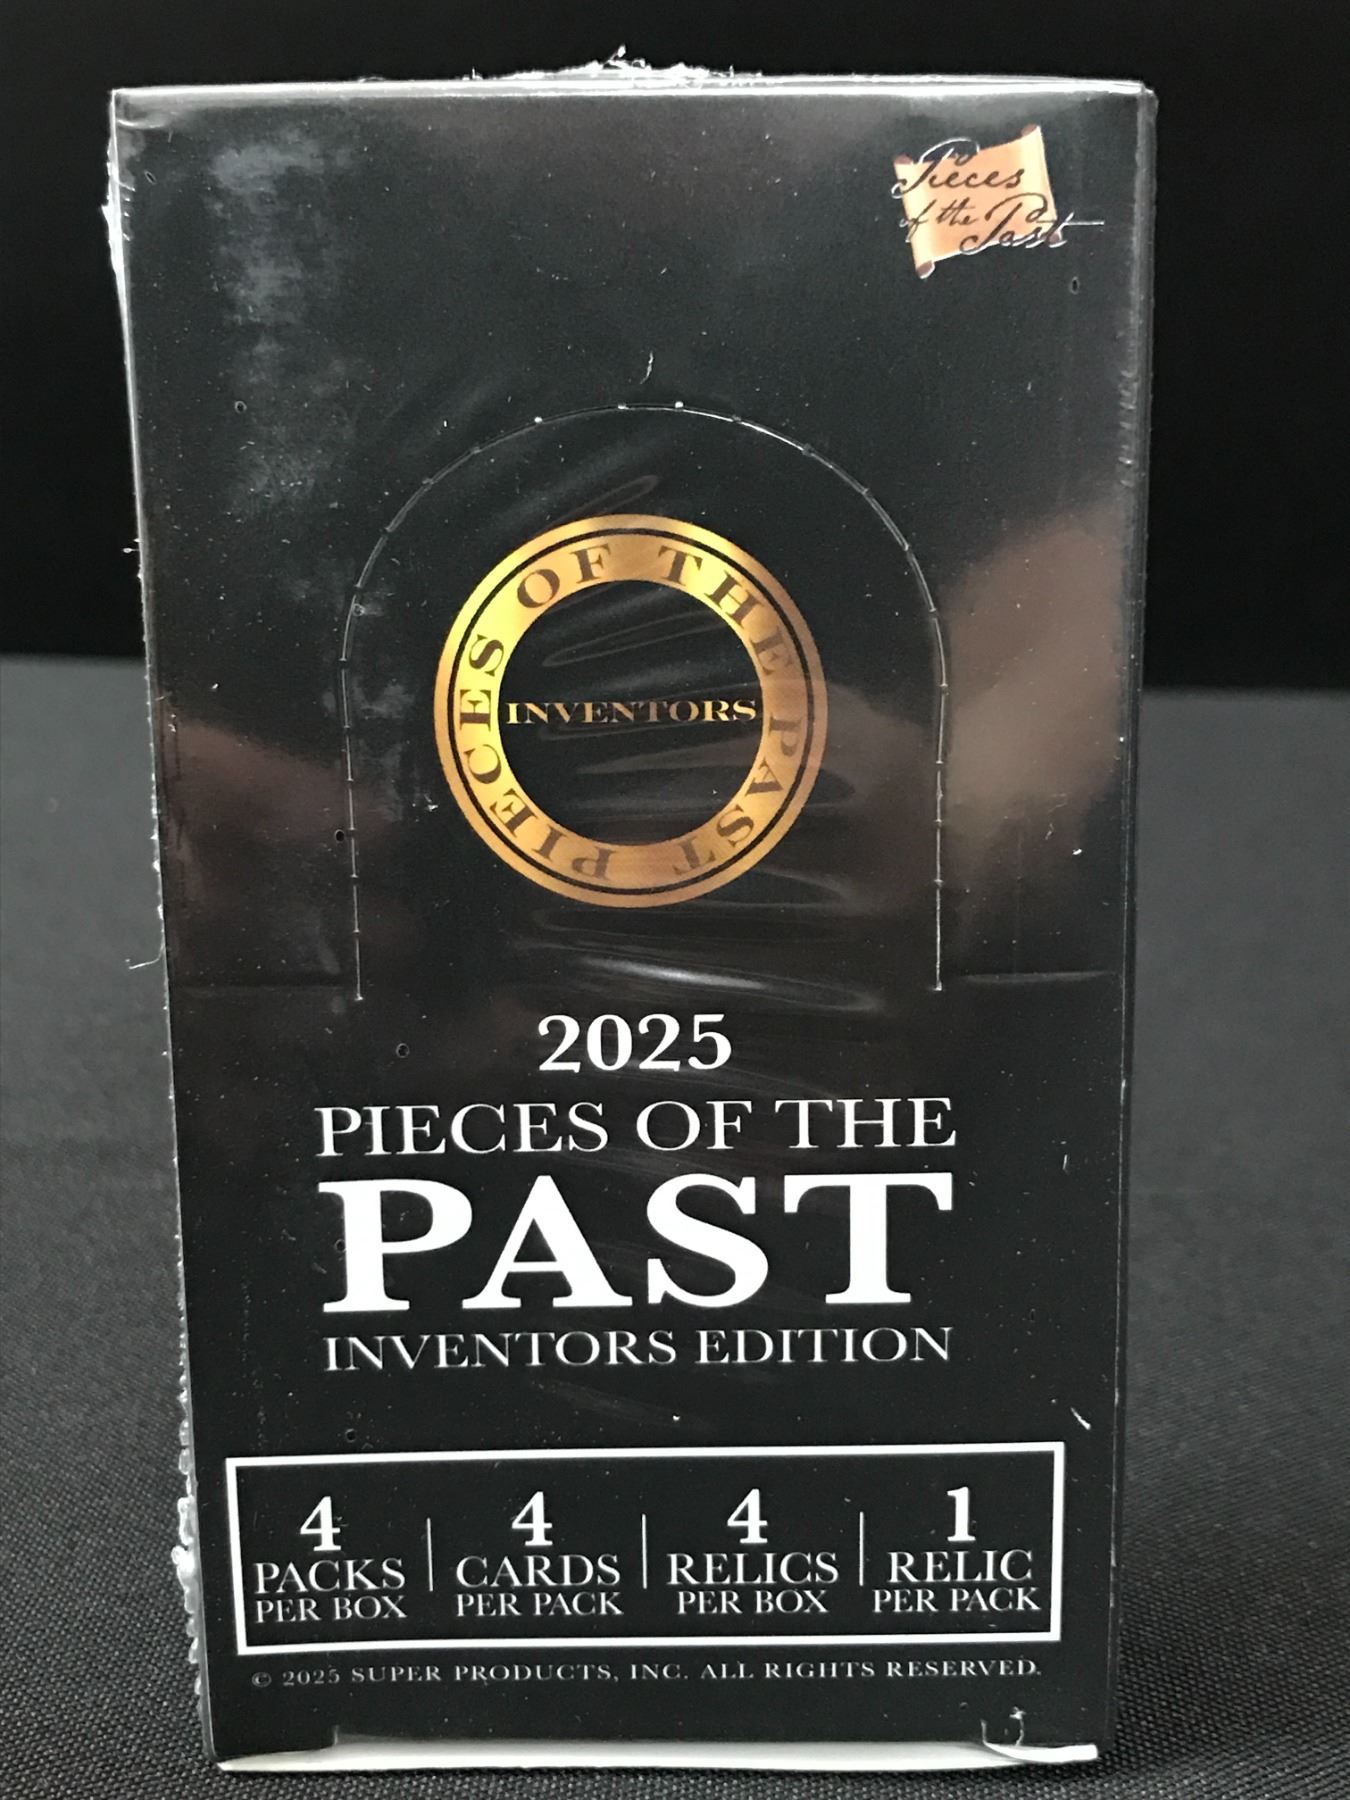 Pieces
of the Past
PIECES OF THE PAST
INVENTORS
2025
PIECES OF THE
PAST
INVENTORS EDITION
4 PACKS PER BOX
4 CARDS PER PACK
4 RELICS PER BOX
1 RELIC PER PACK
© 2025 SUPER PRODUCTS, INC. ALL RIGHTS RESERVED.